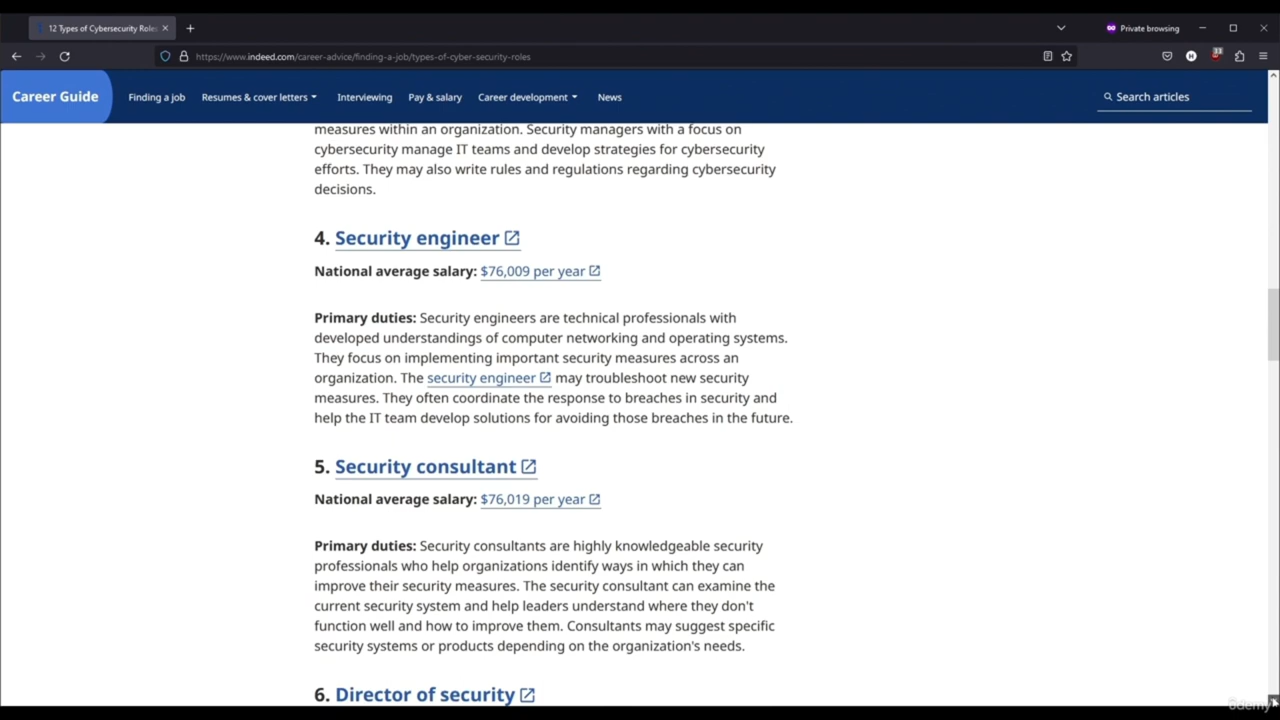 12 Types of Cybersecurity Roles
Private browsing
https://www.indeed.com/career-advice/finding-a-job/types-of-cyber-security-roles
33
Career Guide
Finding a job
Resumes & cover letters
Interviewing
Pay & salary
Career development
News
Search articles
measures within an organization. Security managers with a focus on
cybersecurity manage IT teams and develop strategies for cybersecurity
efforts. They may also write rules and regulations regarding cybersecurity
decisions.
4. Security engineer
National average salary: $76,009 per year
Primary duties: Security engineers are technical professionals with
developed understandings of computer networking and operating systems.
They focus on implementing important security measures across an
organization. The security engineer may troubleshoot new security
measures. They often coordinate the response to breaches in security and
help the IT team develop solutions for avoiding those breaches in the future.
5. Security consultant
National average salary: $76,019 per year
Primary duties: Security consultants are highly knowledgeable security
professionals who help organizations identify ways in which they can
improve their security measures. The security consultant can examine the
current security system and help leaders understand where they don't
function well and how to improve them. Consultants may suggest specific
security systems or products depending on the organization's needs.
6. Director of security
ûdemy